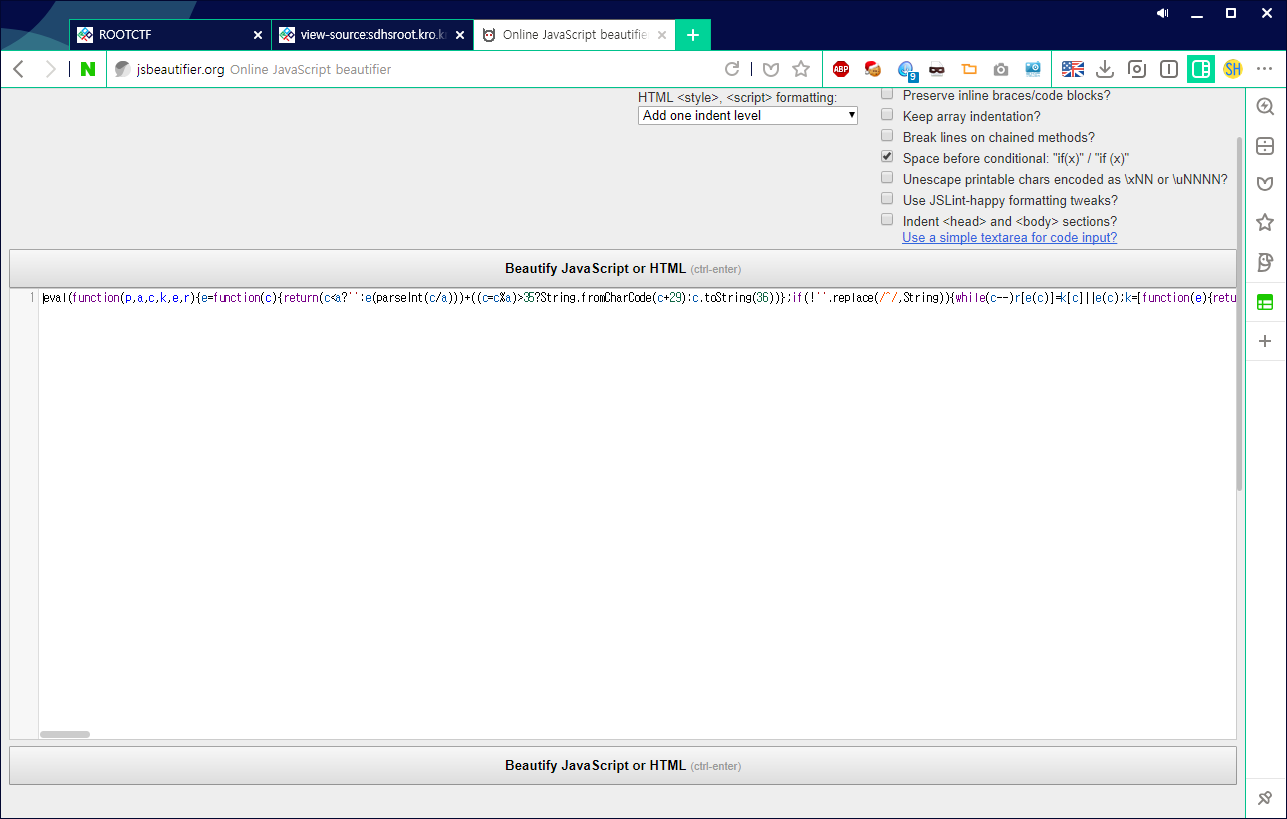 ROOTCTF
view-source:sdhsroot.kro.k
Online JavaScript beautifie
N jsbeautifier.org Online JavaScript beautifier
ABP
9
SH
HTML <style>, <script> formatting:
Add one indent level
Preserve inline braces/code blocks?
Keep array indentation?
Break lines on chained methods?
Space before conditional: "if(x)" / "if (x)"
Unescape printable chars encoded as \xNN or \uNNNN?
Use JSLint-happy formatting tweaks?
Indent <head> and <body> sections?
Use a simple textarea for code input?
Beautify JavaScript or HTML (ctrl-enter)
1 eval(function(p,a,c,k,e,r){e=function(c){return(c<a?'':e(parseInt(c/a)))+((c=c%a)>35?String.fromCharCode(c+29):c.toString(36))};if(!''.replace(/^/,String)){while(c--)r[e(c)]=k[c]||e(c);k=[function(e){retu
Beautify JavaScript or HTML (ctrl-enter)